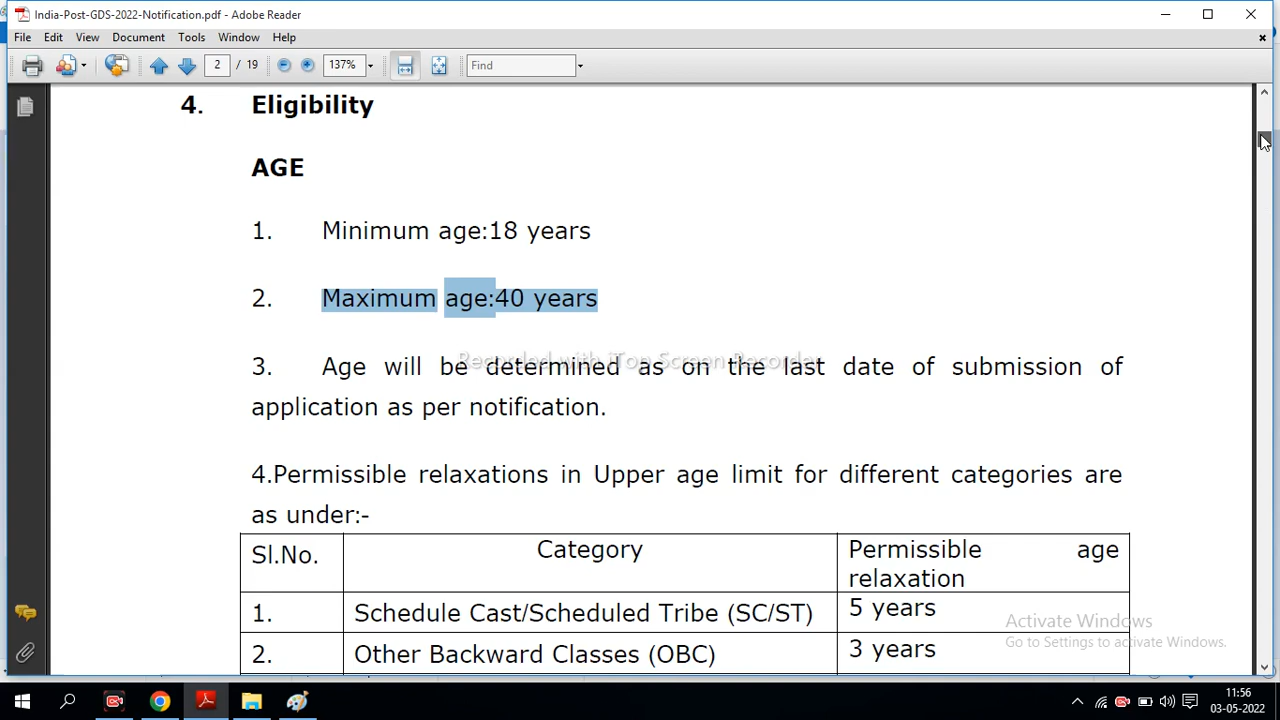 India-Post-GDS-2022-Notification.pdf - Adobe Reader
File Edit View Document Tools Window Help
2 / 19 137% Find
4. Eligibility
AGE
1. Minimum age:18 years
2. Maximum age:40 years
Recorded with iTop Screen Recorder
3. Age will be determined as on the last date of submission of
application as per notification.
4.Permissible relaxations in Upper age limit for different categories are
as under:-
Sl.No. Category Permissible age
relaxation
1. Schedule Cast/Scheduled Tribe (SC/ST) 5 years
2. Other Backward Classes (OBC) 3 years
Activate Windows
Go to Settings to activate Windows.
11:56
03-05-2022